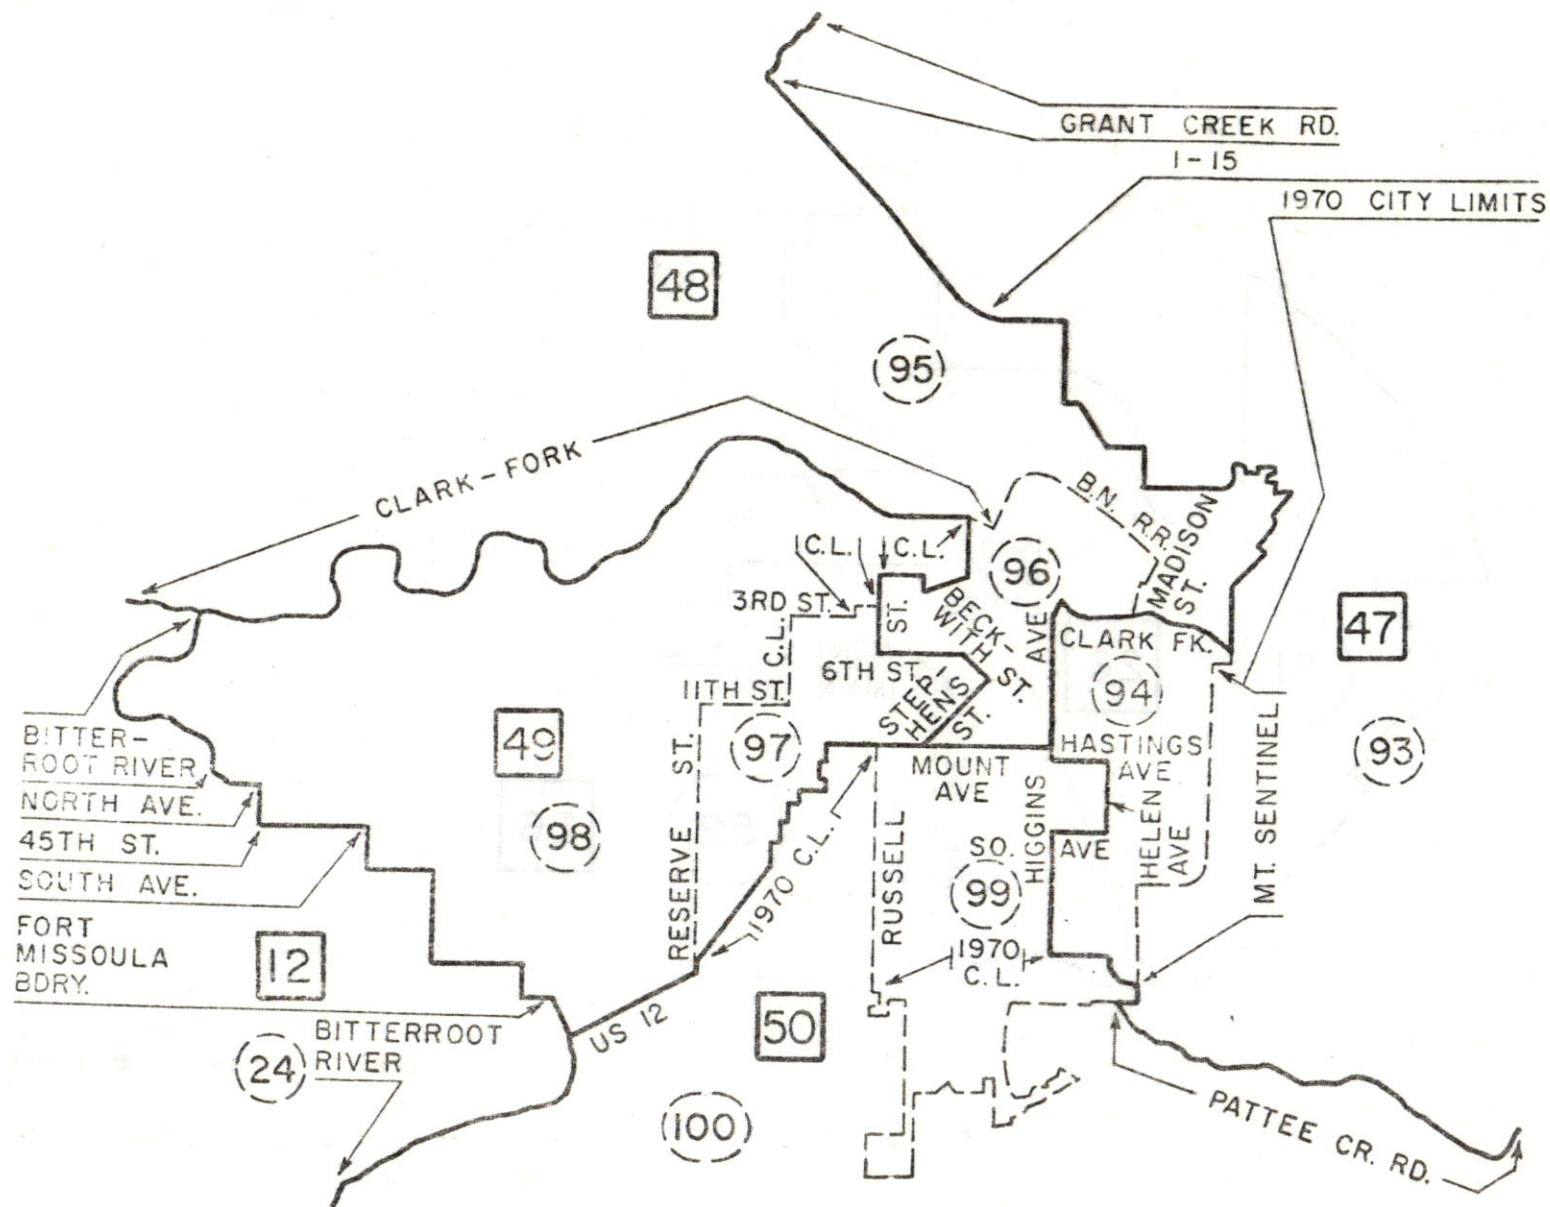 GRANT CREEK RD.
I-15
1970 CITY LIMITS
48
95
CLARK-FORK
B.N. R.R.
MADISON
ST.
C.L.
C.L.
96
3RD ST.
ST.
BECK-
WITH ST.
AVE
CLARK FK.
47
C.L.
6TH ST.
11TH ST.
STEP-
HENS
ST.
94
BITTER-
ROOT RIVER
NORTH AVE.
45TH ST.
SOUTH AVE.
FORT
MISSOULA
BDRY.
49
97
98
RESERVE ST.
MOUNT
AVE
HASTINGS
AVE
93
HIGGINS
SO.
AVE
HELEN
AVE
MT. SENTINEL
1970 C.L.
RUSSELL
99
1970
C.L.
12
24
BITTERROOT
RIVER
US 12
50
100
PATTEE CR. RD.